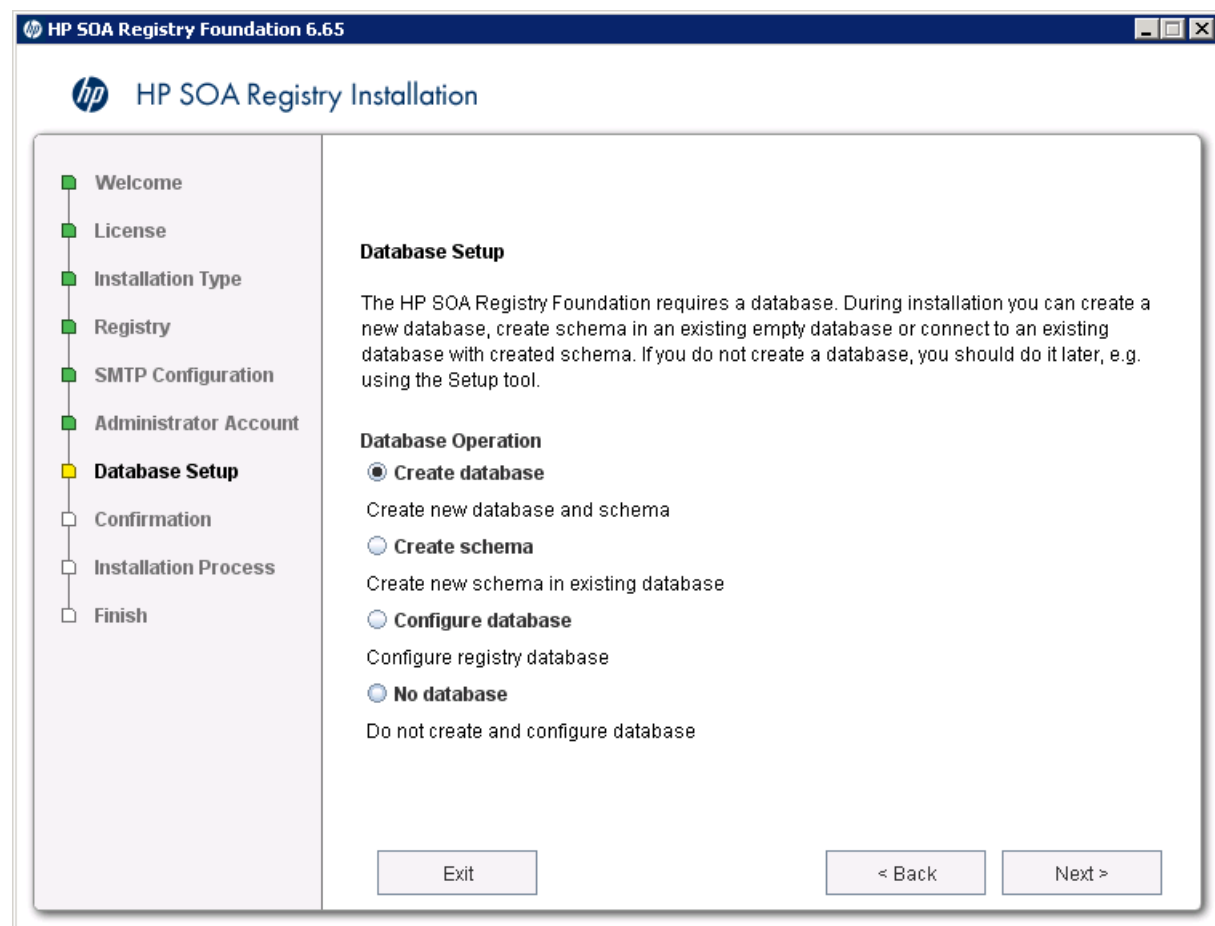 HP SOA Registry Foundation 6.65
hp
HP SOA Registry Installation
Welcome
License
Installation Type
Registry
SMTP Configuration
Administrator Account
Database Setup
Confirmation
Installation Process
Finish
Database Setup
The HP SOA Registry Foundation requires a database. During installation you can create a
new database, create schema in an existing empty database or connect to an existing
database with created schema. If you do not create a database, you should do it later, e.g.
using the Setup tool.
Database Operation
Create database
Create new database and schema
Create schema
Create new schema in existing database
Configure database
Configure registry database
No database
Do not create and configure database
Exit
< Back
Next >